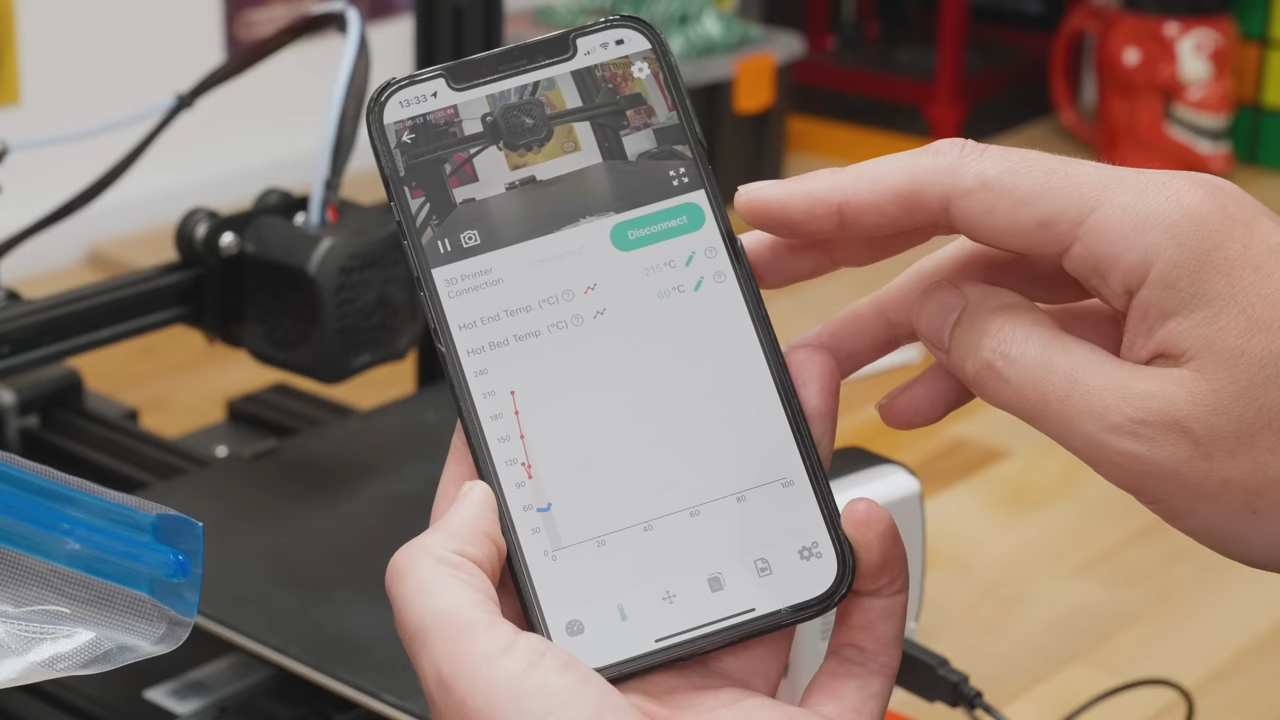 13:33
Disconnect
3D Printer
Connection
Hot End Temp. (°C) ?
215°C ?
Hot Bed Temp. (°C) ?
60°C ?
240
210
180
150
120
90
60
30
0
0 20 40 60 80 100